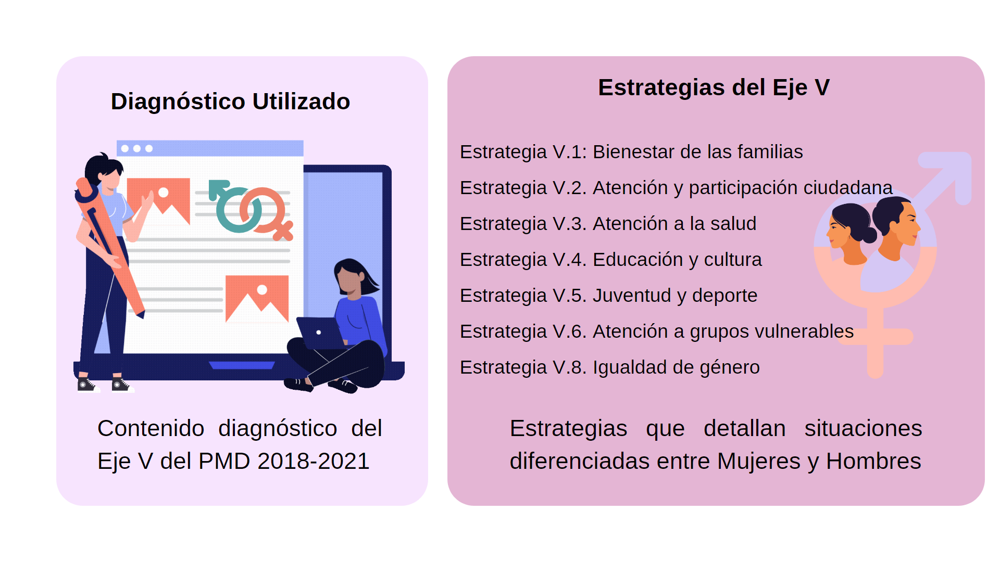 Diagnóstico Utilizado
Contenido diagnóstico del
Eje V del PMD 2018-2021
Estrategias del Eje V
Estrategia V.1: Bienestar de las familias
Estrategia V.2. Atención y participación ciudadana
Estrategia V.3. Atención a la salud
Estrategia V.4. Educación y cultura
Estrategia V.5. Juventud y deporte
Estrategia V.6. Atención a grupos vulnerables
Estrategia V.8. Igualdad de género
Estrategias que detallan situaciones
diferenciadas entre Mujeres y Hombres